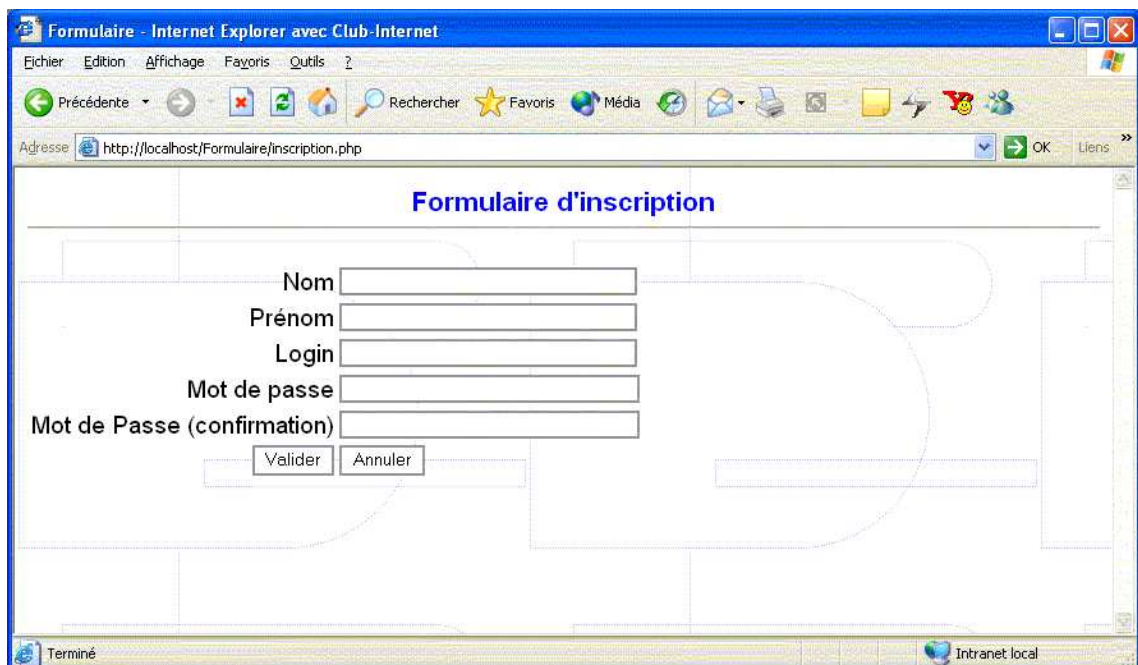 Formulaire - Internet Explorer avec Club-Internet
Fichier Edition Affichage Favoris Outils ?
Précédente Rechercher Favoris Média
Adresse http://localhost/Formulaire/inscription.php OK Liens »
Formulaire d'inscription
Nom
Prénom
Login
Mot de passe
Mot de Passe (confirmation)
Valider Annuler
Terminé Intranet local